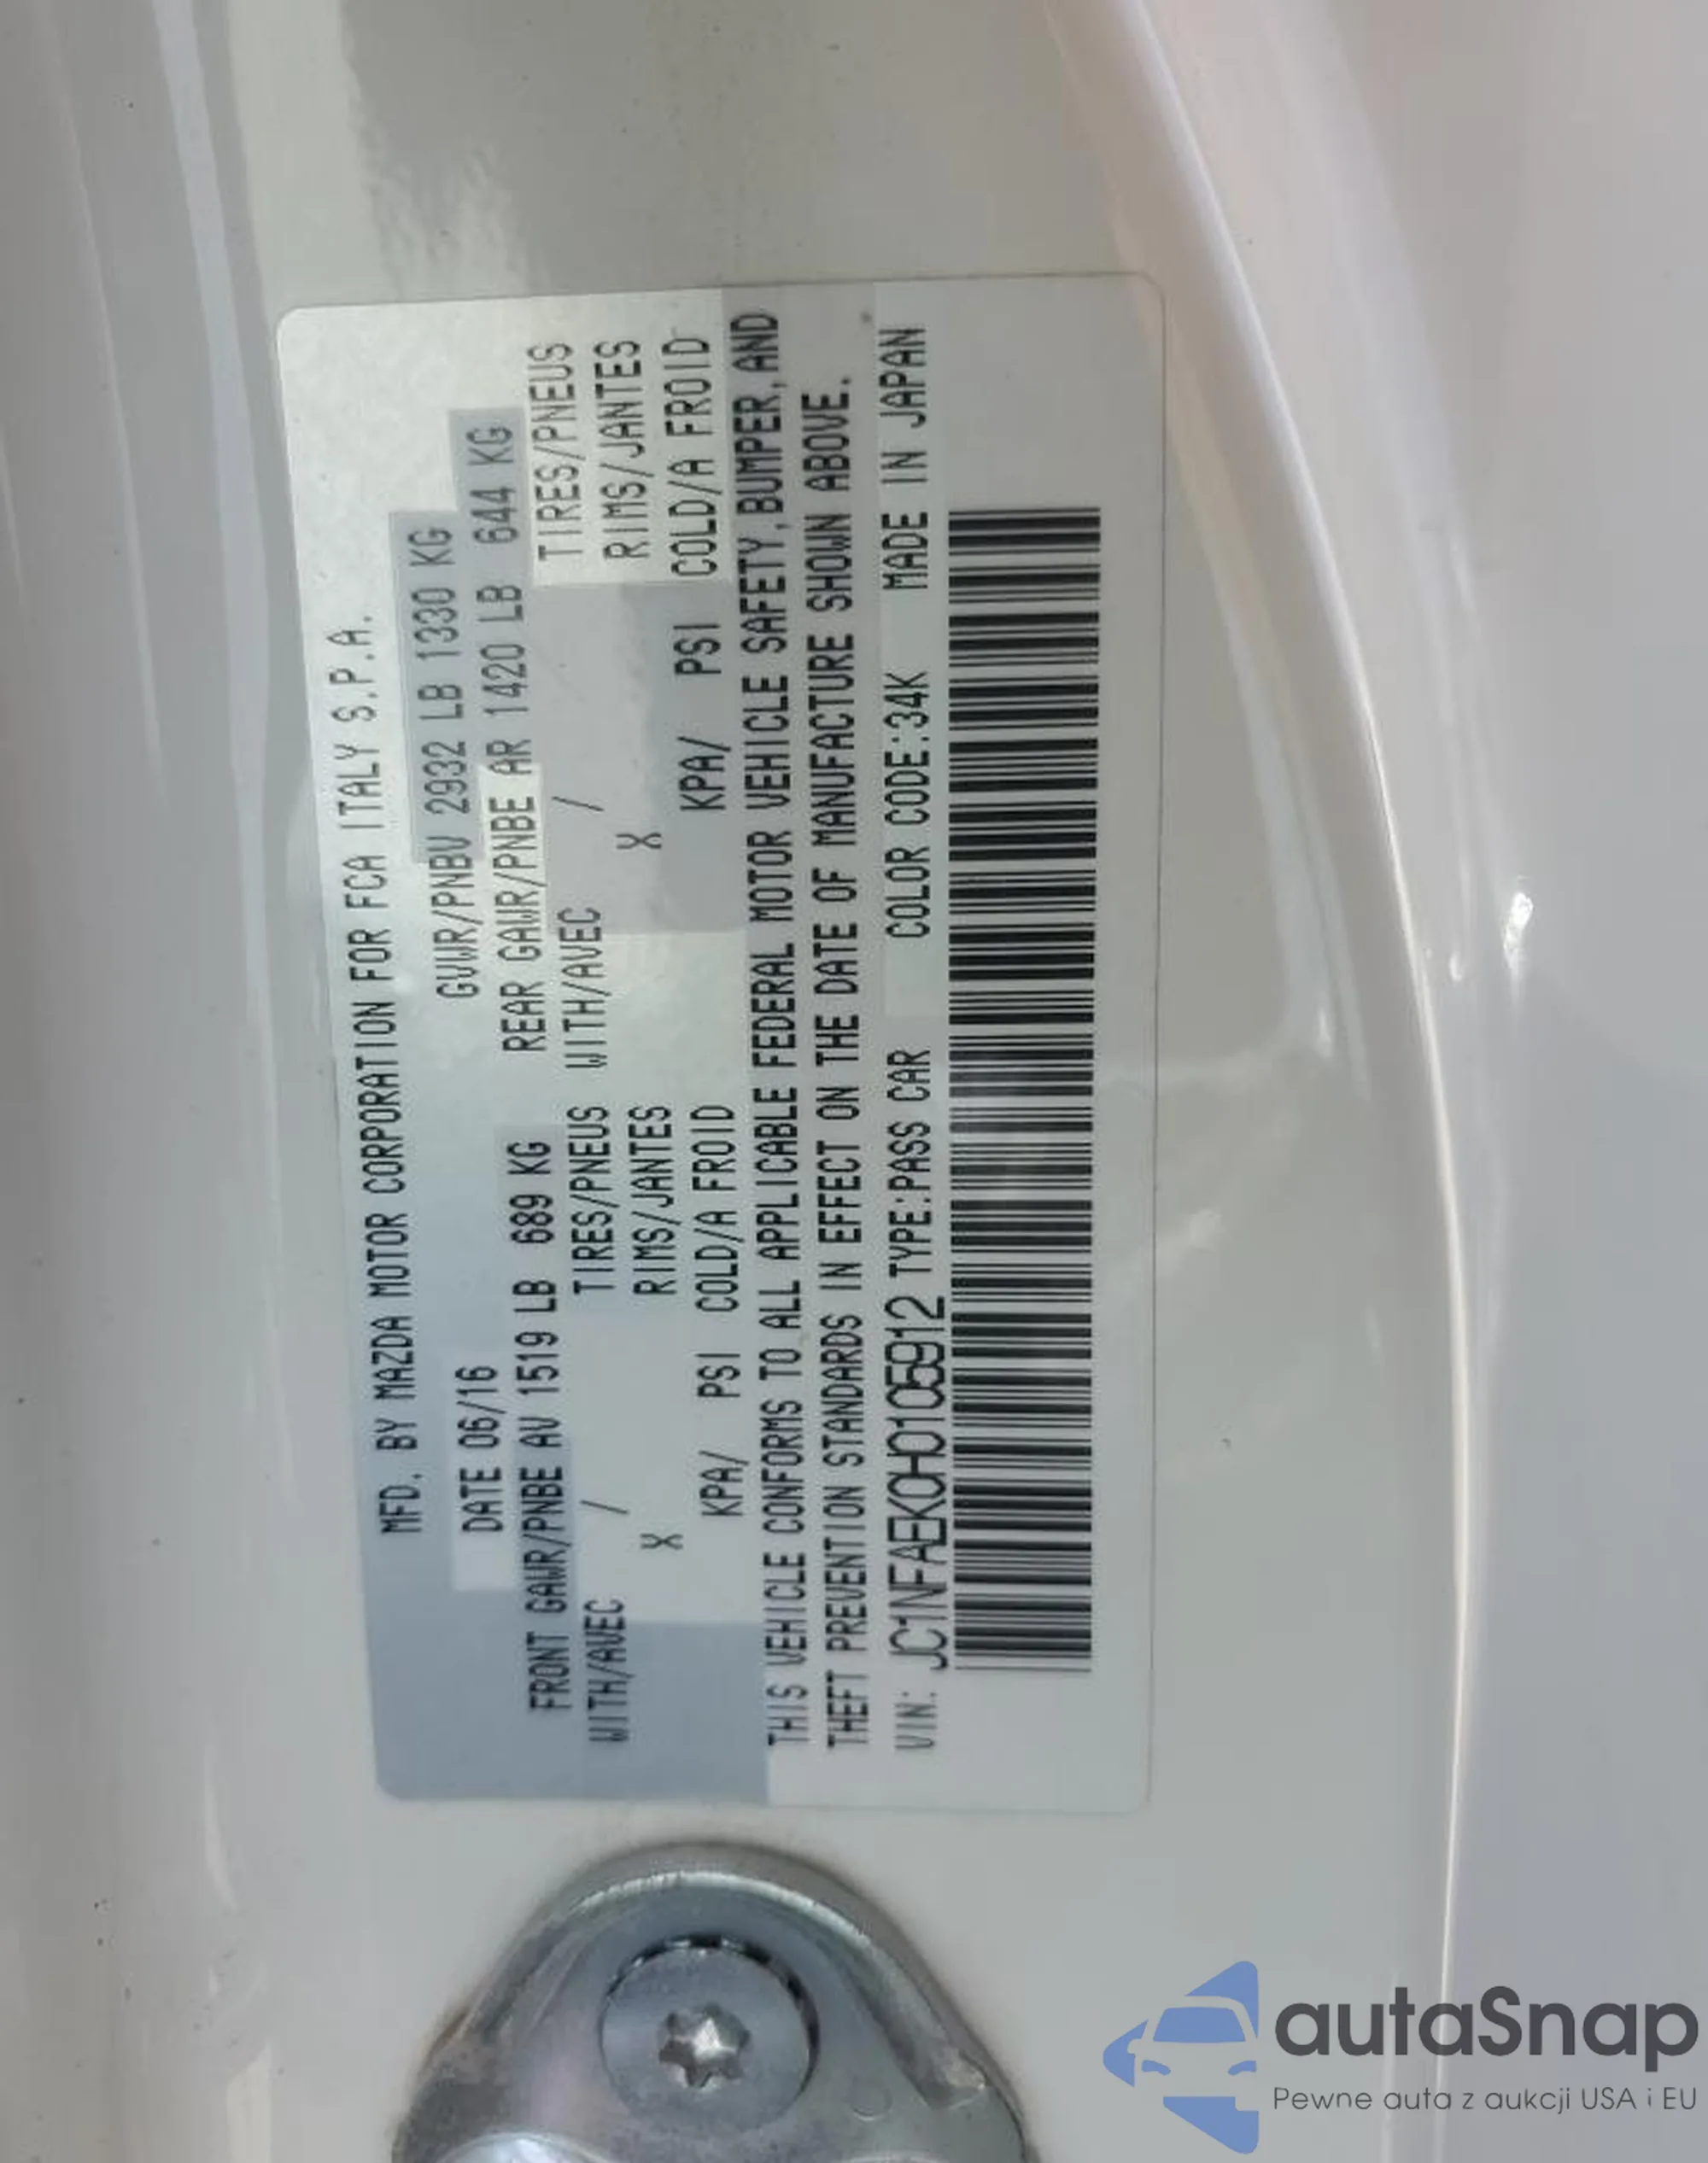 MFD. BY MAZDA MOTOR CORPORATION FOR FCA ITALY S.P.A.
DATE 06/16 GVWR/PNBV 2932 LB 1330 KG
FRONT GAWR/PNBE AV 1519 LB 689 KG REAR GAWR/PNBE AR 1420 LB 644 KG
WITH/AVEC / TIRES/PNEUS WITH/AVEC / TIRES/PNEUS
X RIMS/JANTES X RIMS/JANTES
KPA/ PSI COLD/A FROID KPA/ PSI COLD/A FROID
THIS VEHICLE CONFORMS TO ALL APPLICABLE FEDERAL MOTOR VEHICLE SAFETY,BUMPER,AND
THEFT PREVENTION STANDARDS IN EFFECT ON THE DATE OF MANUFACTURE SHOWN ABOVE.
VIN: JC1NFAEK0H0105912 TYPE:PASS CAR COLOR CODE:34K MADE IN JAPAN
autaSnap
Pewne auta z aukcji USA i EU